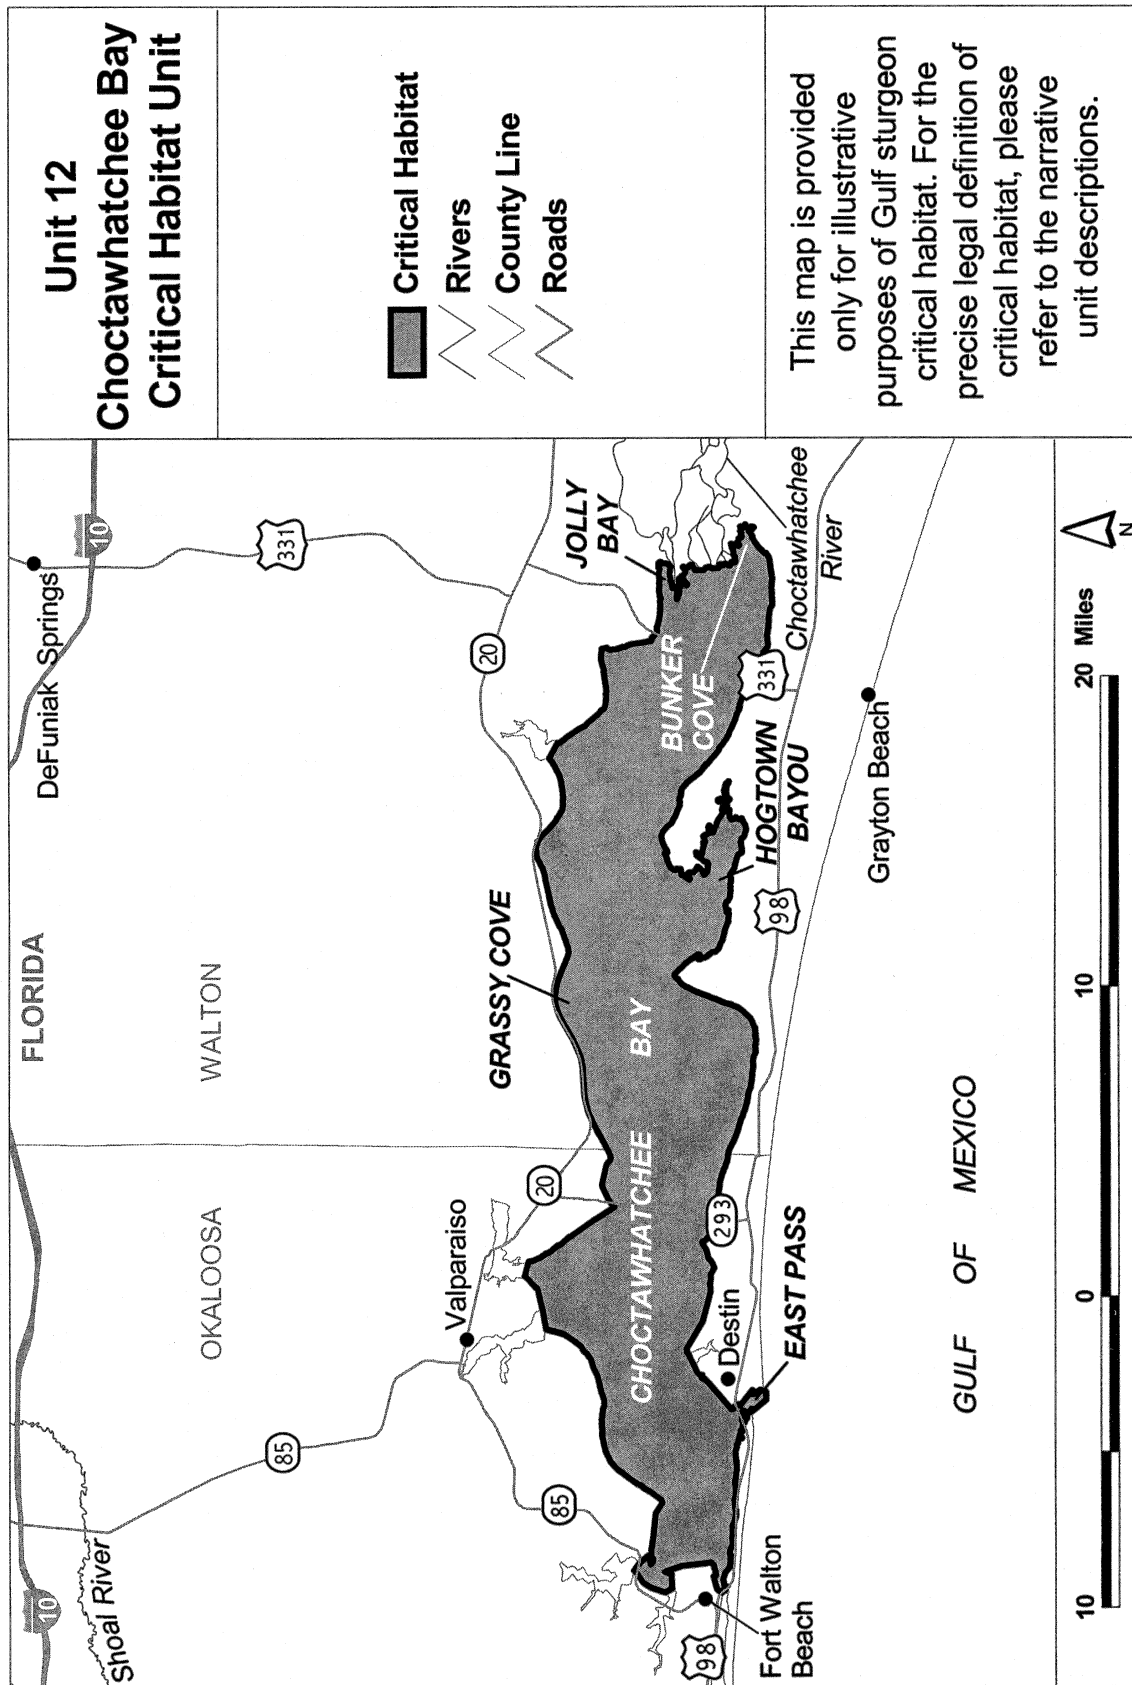 Unit 12
Choctawhatchee Bay
Critical Habitat Unit
Critical Habitat
Rivers
County Line
Roads
This map is provided
only for illustrative
purposes of Gulf sturgeon
critical habitat. For the
precise legal definition of
critical habitat, please
refer to the narrative
unit descriptions.
FLORIDA
OKALOOSA
WALTON
DeFuniak Springs
10
331
10
Shoal River
85
Valparaiso
20
20
85
GRASSY COVE
JOLLY
BAY
CHOCTAWHATCHEE BAY
BUNKER
COVE
HOGTOWN
BAYOU
331
Choctawhatchee
River
98
293
Destin
EAST PASS
98
Fort Walton
Beach
Grayton Beach
GULF OF MEXICO
10
0
10
20 Miles
N